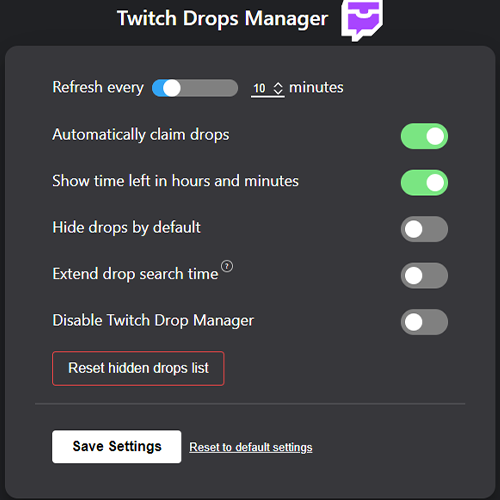 Twitch Drops Manager
Refresh every 10 minutes
Automatically claim drops
Show time left in hours and minutes
Hide drops by default
Extend drop search time ?
Disable Twitch Drop Manager
Reset hidden drops list
Save Settings Reset to default settings